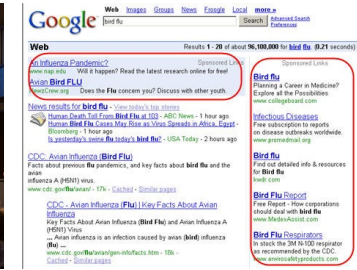 Google
Web Images Groups News Froogle Local more »
bird flu Search Advanced Search
Preferences
Web Results 1 - 20 of about 96,100,000 for bird flu. (0.21 seconds)
An Influenza Pandemic? Sponsored Links
www.nap.edu Will it happen? Read the latest research online for free!
Avian Bird FLU
NewzCrew.org Does the Flu concern you? Discuss with other youth.
News results for bird flu - View today's top stories
Human Death Toll From Bird Flu at 103 - ABC News - 1 hour ago
Human Bird Flu Cases May Rise as Virus Spreads in Africa, Egypt -
Bloomberg - 1 hour ago
Is yesterday's swine flu today's bird flu? - USA Today - 2 hours ago
CDC: Avian Influenza (Bird Flu)
Facts about previous flu pandemics, and key facts about bird flu and the
avian
influenza A (H5N1) virus.
www.cdc.gov/flu/avian/ - 17k - Cached - Similar pages
CDC - Avian Influenza (Flu) | Key Facts About Avian
Influenza
Key Facts About Avian Influenza (Bird Flu) and Avian Influenza A
(H5N1) Virus
... Avian influenza is an infection caused by avian (bird) influenza
(flu) ...
www.cdc.gov/flu/avian/gen-info/facts.htm - 18k -
Cached - Similar pages
Sponsored Links
Bird flu
Planning a Career in Medicine?
Explore all the Possibilities
www.collegeboard.com
Infectious Diseases
Free subscription to reports
on disease outbreaks worldwide.
www.promedmail.org
Bird flu
Find out detailed info & resources
for Bird flu
kwdr.com
Bird Flu Report
Free Report - How corporations
should deal with bird flu
www.MedexAssist.com
Bird Flu Respirators
In stock the 3M N-100 respirator
as recommended by the CDC.
www.envirosafetyproducts.com